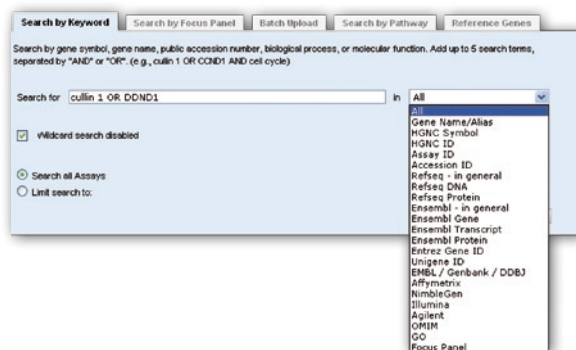 Search by Keyword Search by Focus Panel Batch Upload Search by Pathway Reference Genes
Search by gene symbol, gene name, public accession number, biological process, or molecular function. Add up to 5 search terms,
separated by "AND" or "OR". (e.g., cullin 1 OR CCND1 AND cell cycle)
Search for cullin 1 OR DDND1 in All
Wildcard search disabled
Search all Assays
Limit search to:
All
Gene Name/Alias
HGNC Symbol
HGNC ID
Assay ID
Accession ID
Refseq - in general
Refseq DNA
Refseq Protein
Ensembl - in general
Ensembl Gene
Ensembl Transcript
Ensembl Protein
Entrez Gene ID
Unigene ID
EMBL / Genbank / DDBJ
Affymetrix
NimbleGen
Illumina
Agilent
OMIM
GO
Focus Panel